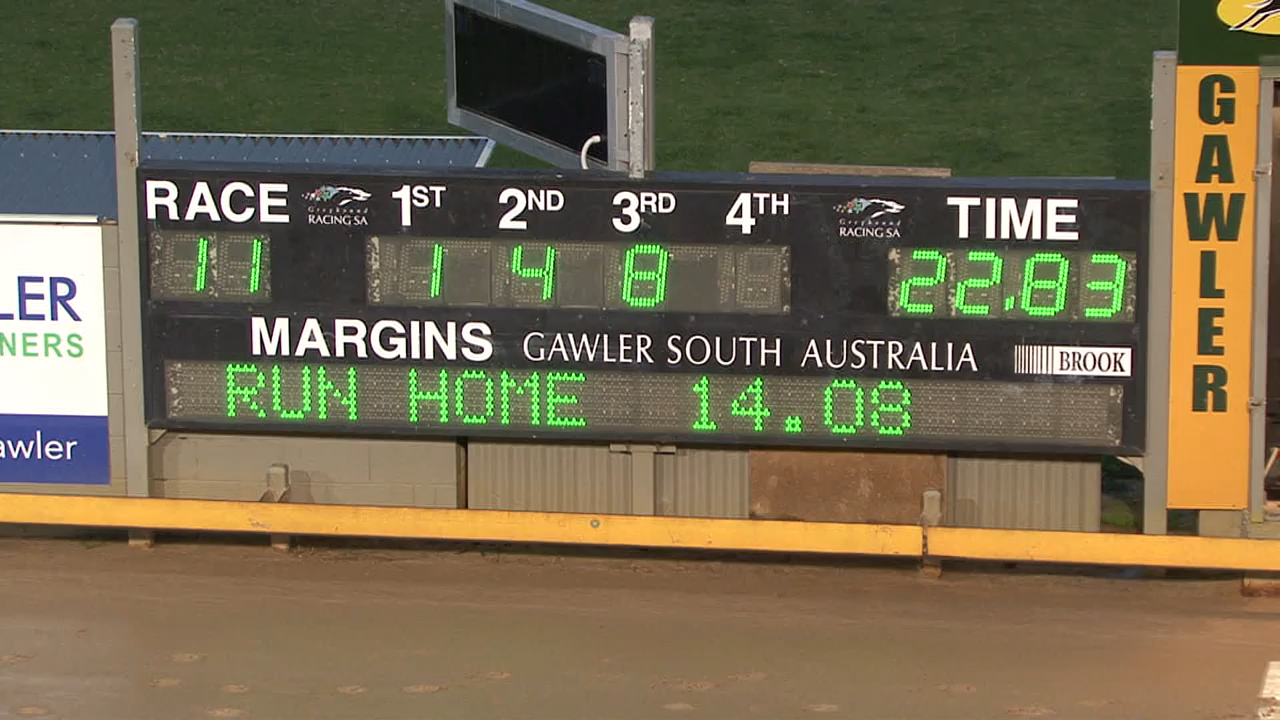 RACE 1ST 2ND 3RD 4TH TIME
Greyhound RACING SA
Greyhound RACING SA
11 1 4 8 22.83
MARGINS GAWLER SOUTH AUSTRALIA BROOK
RUN HOME 14.08
GAWLER
LER
NERS
awler